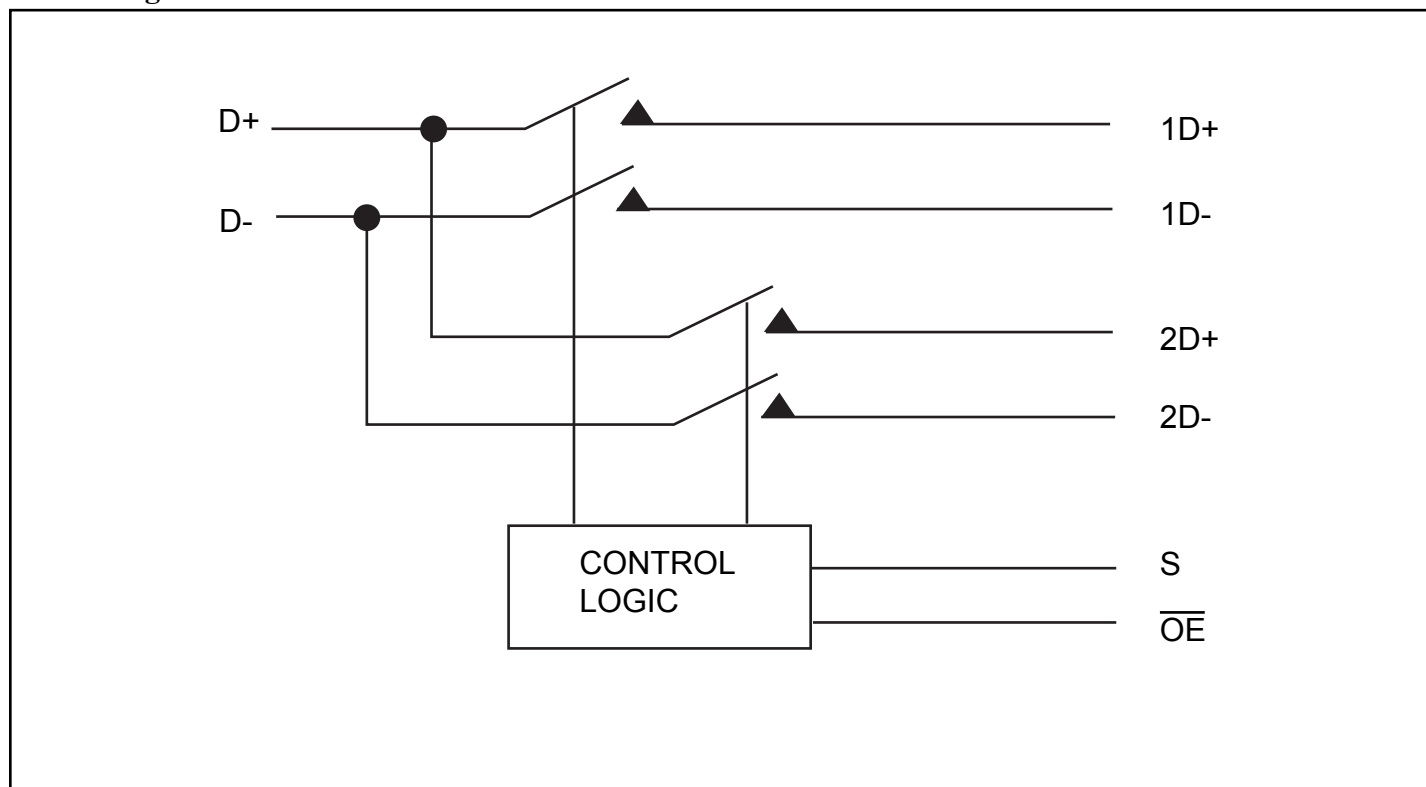 D+
1D+
D-
1D-
2D+
2D-
CONTROL
LOGIC
S
OE